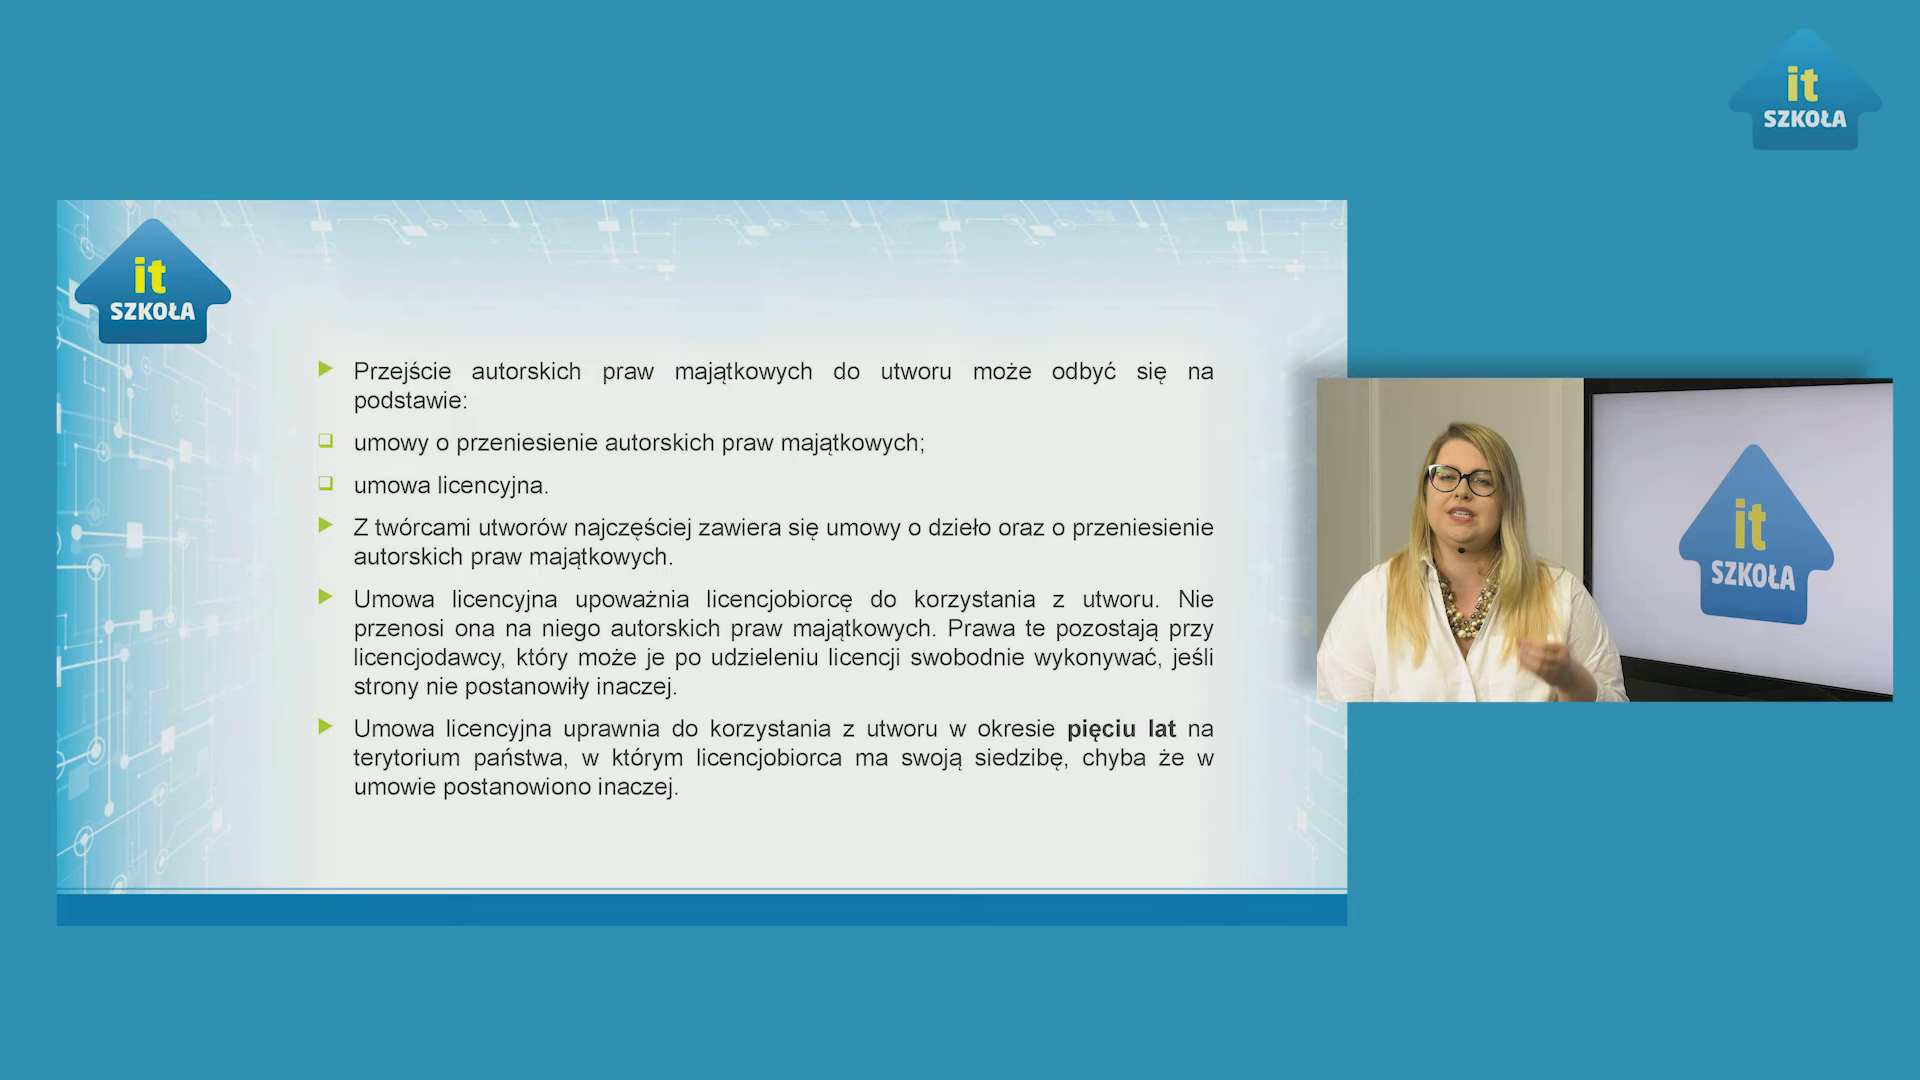 it
SZKOŁA
it
SZKOŁA
Przejście autorskich praw majątkowych do utworu może odbyć się na
podstawie:
umowy o przeniesienie autorskich praw majątkowych;
umowa licencyjna.
Z twórcami utworów najczęściej zawiera się umowy o dzieło oraz o przeniesienie
autorskich praw majątkowych.
Umowa licencyjna upoważnia licencjobiorcę do korzystania z utworu. Nie
przenosi ona na niego autorskich praw majątkowych. Prawa te pozostają przy
licencjodawcy, który może je po udzieleniu licencji swobodnie wykonywać, jeśli
strony nie postanowiły inaczej.
Umowa licencyjna uprawnia do korzystania z utworu w okresie pięciu lat na
terytorium państwa, w którym licencjobiorca ma swoją siedzibę, chyba że w
umowie postanowiono inaczej.
it
SZKOŁA